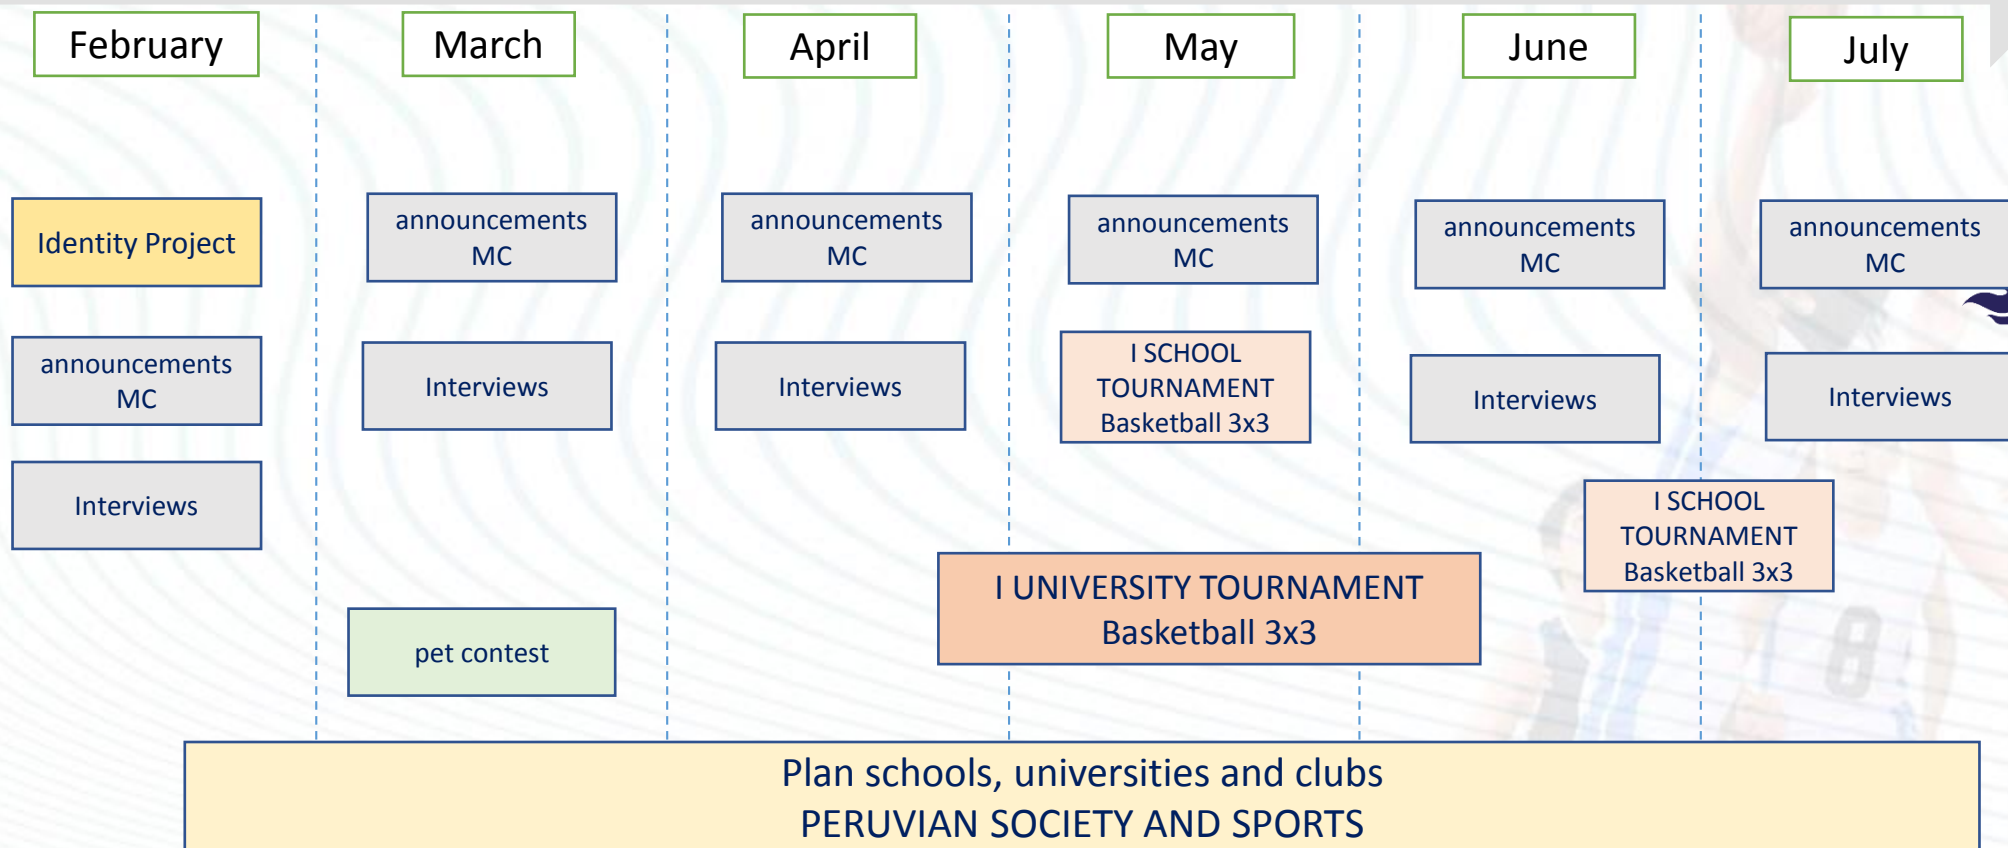 February
March
April
May
June
July
Identity Project
announcements
MC
announcements
MC
announcements
MC
announcements
MC
announcements
MC
announcements
MC
Interviews
Interviews
I SCHOOL
TOURNAMENT
Basketball 3x3
Interviews
Interviews
Interviews
I SCHOOL
TOURNAMENT
Basketball 3x3
I UNIVERSITY TOURNAMENT
Basketball 3x3
pet contest
8
Plan schools, universities and clubs
PERUVIAN SOCIETY AND SPORTS